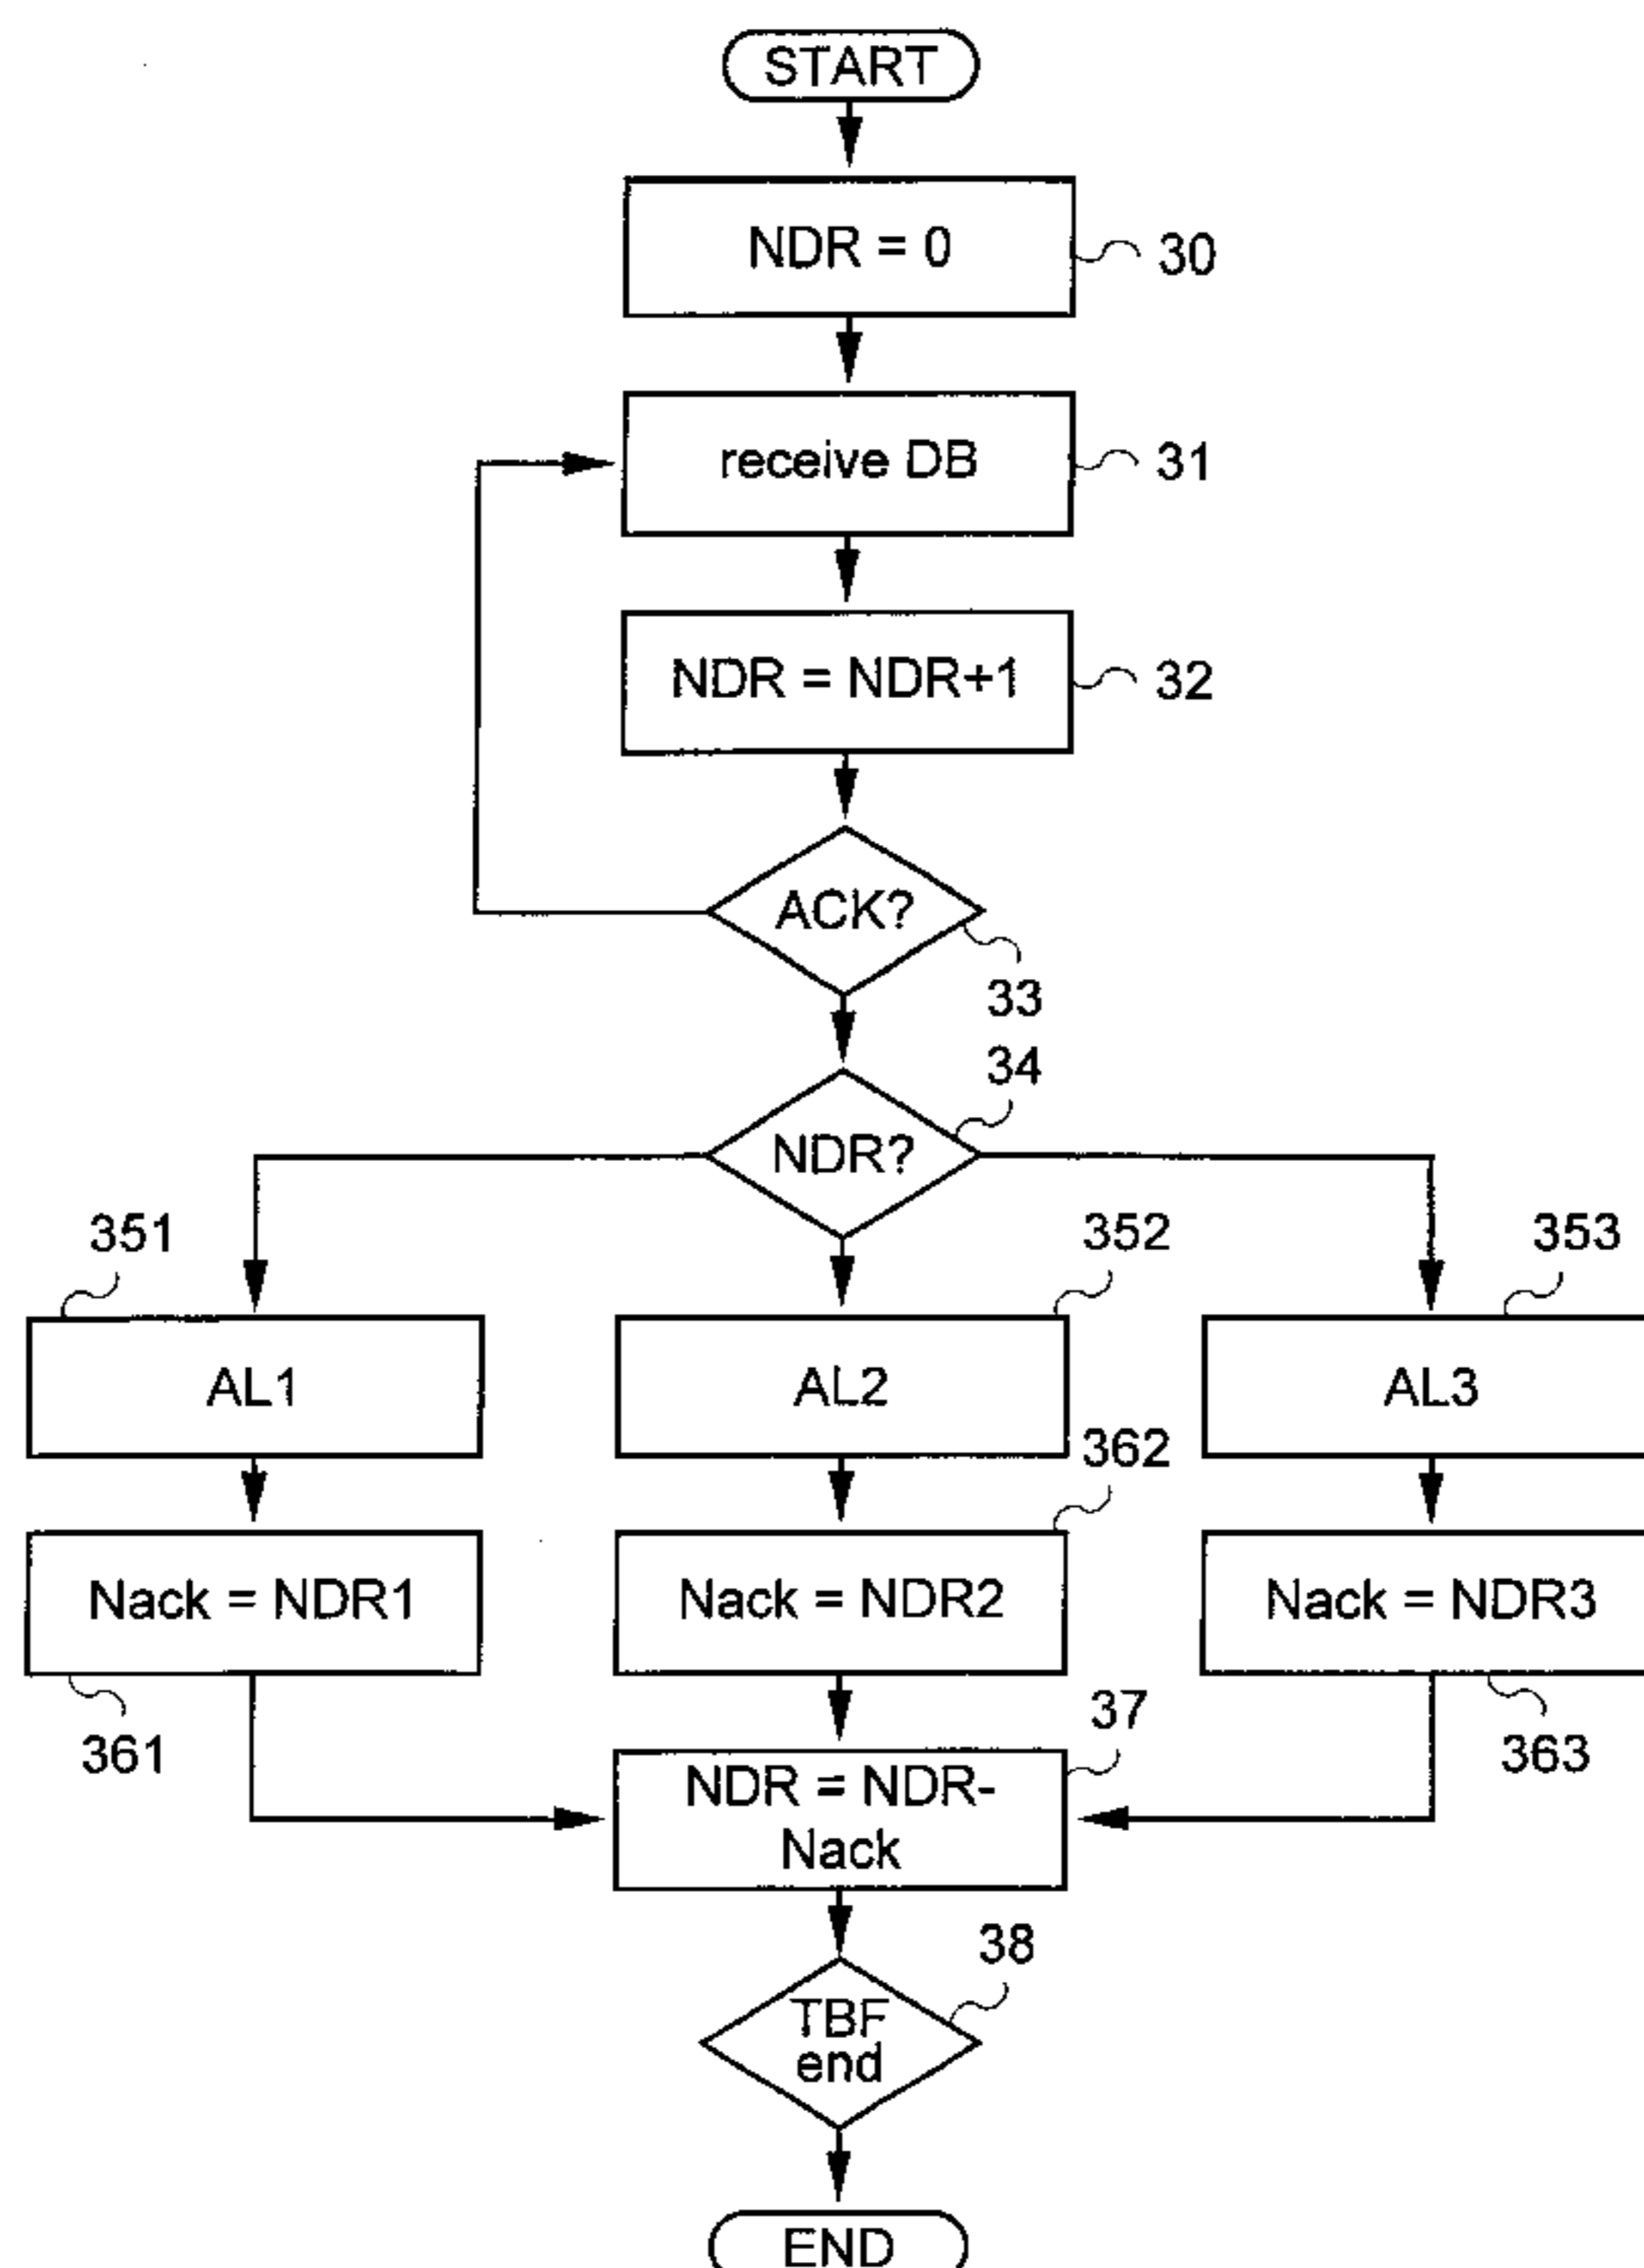 START
NDR = 0
30
receive DB
31
NDR = NDR+1
32
ACK?
33
34
NDR?
351
352
353
AL1
AL2
AL3
362
Nack = NDR1
Nack = NDR2
Nack = NDR3
361
37
363
NDR = NDR-
Nack
38
TBF
end
END